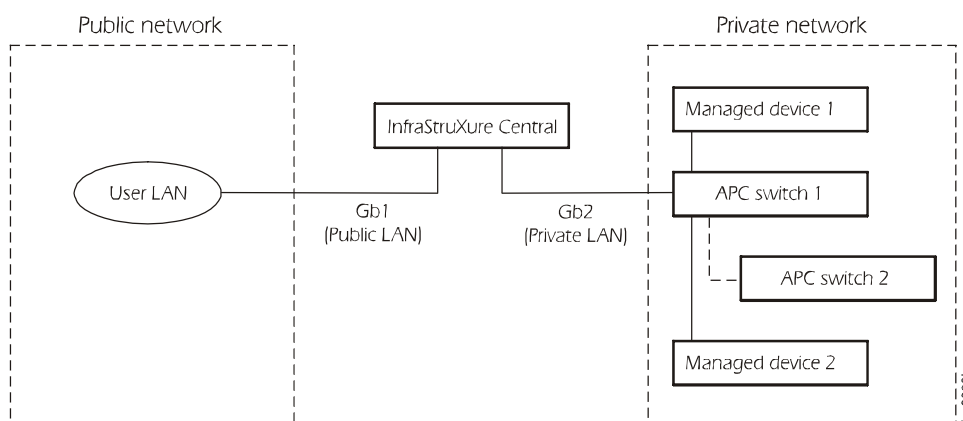 Public network
Private network
InfraStruXure Central
Managed device 1
User LAN
APC switch 1
Gb1
(Public LAN)
Gb2
(Private LAN)
APC switch 2
Managed device 2